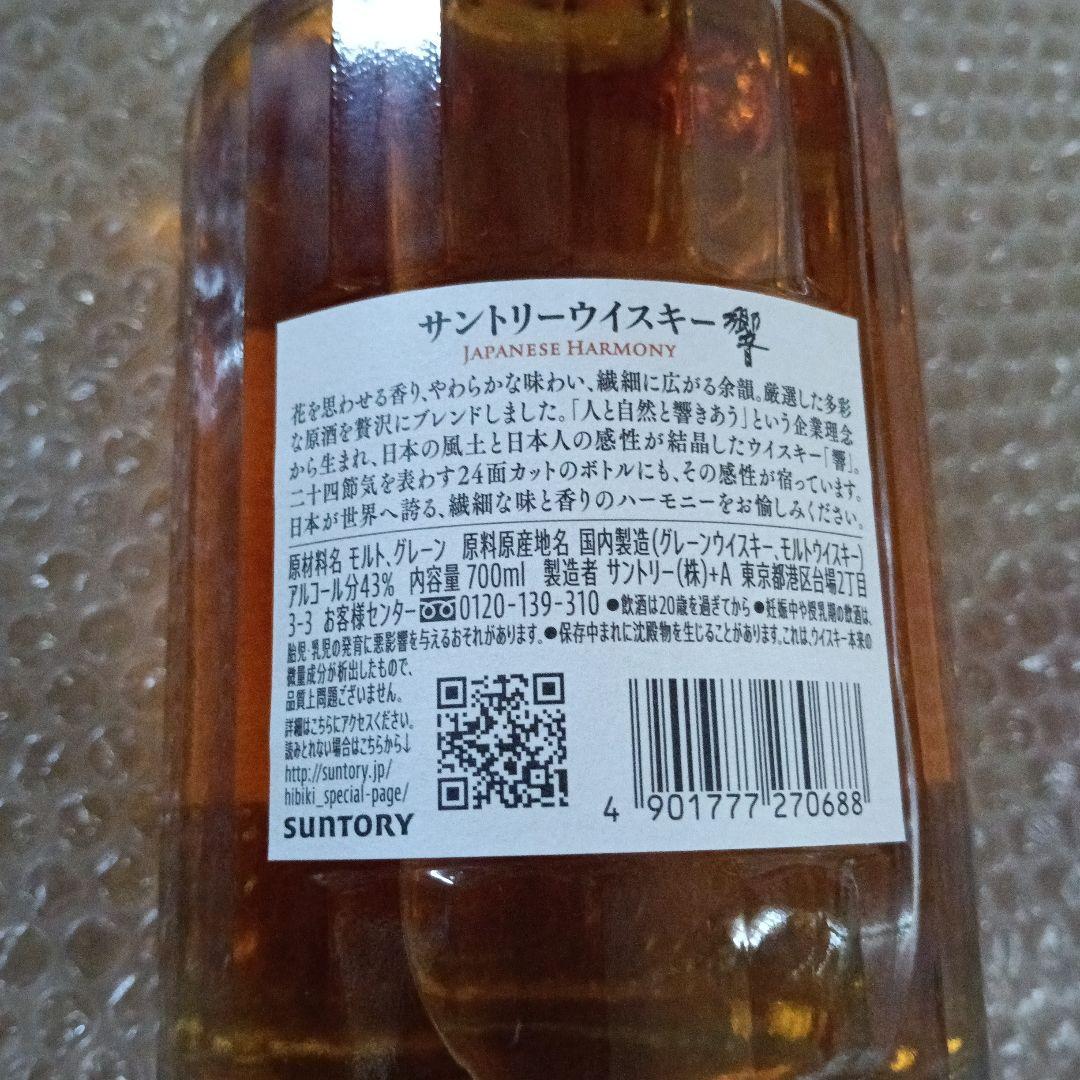 サントリーウイスキー 響
JAPANESE HARMONY
花を思わせる香り、やわらかな味わい、繊細に広がる余韻。厳選した多彩
な原酒を贅沢にブレンドしました。「人と自然と響きあう」という企業理念
から生まれ、日本の風土と日本人の感性が結晶したウイスキー「響」。
二十四節気を表わす24面カットのボトルにも、その感性が宿っています。
日本が世界へ誇る、繊細な味と香りのハーモニーをお愉しみください。
原材料名 モルト、グレーン 原料原産地名 国内製造(グレーンウイスキー、モルトウイスキー)
アルコール分43% 内容量 700ml 製造者 サントリー(株)+A 東京都港区台場2丁目
3-3 お客様センター 0120-139-310 ●飲酒は20歳を過ぎてから ●妊娠中や授乳期の飲酒は、
胎児・乳児の発育に悪影響を与えるおそれがあります。●保存中まれに沈殿物を生じることがあります。これは、ウイスキー本来の
微量成分が析出したもので、
品質上問題ございません。
詳細はこちらにアクセスください。
読みとれない場合はこちらから↓
http://suntory.jp/
hibiki_special-page/
SUNTORY
4 901777 270688